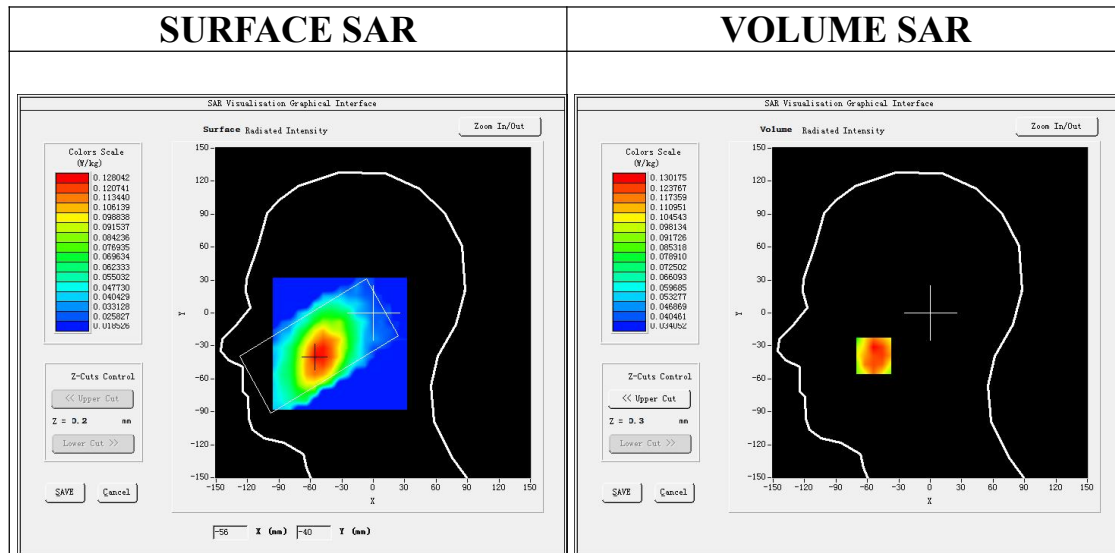 SURFACE SAR
VOLUME SAR
SAR Visualisation Graphical Interface
Surface Radiated Intensity
Zoom In/Out
Colors Scale
(W/kg)
0.128042
0.120741
0.113440
0.106139
0.098838
0.091537
0.084236
0.076935
0.069634
0.062333
0.055032
0.047730
0.040429
0.033128
0.025827
0.018526
150
120
90
60
30
0
-30
-60
-90
-120
-150
Y
-150 -120 -90 -60 -30 0 30 60 90 120 150
X
Z-Cuts Control
<< Upper Cut
Z = 0.2 mm
Lower Cut >>
SAVE Cancel
-56 X (mm) -40 Y (mm)
SAR Visualisation Graphical Interface
Volume Radiated Intensity
Zoom In/Out
Colors Scale
(W/kg)
0.130175
0.123767
0.117359
0.110951
0.104543
0.098134
0.091726
0.085318
0.078910
0.072502
0.066093
0.059685
0.053277
0.046869
0.040461
0.034052
150
120
90
60
30
0
-30
-60
-90
-120
-150
Y
-150 -120 -90 -60 -30 0 30 60 90 120 150
X
Z-Cuts Control
<< Upper Cut
Z = 0.3 mm
Lower Cut >>
SAVE Cancel